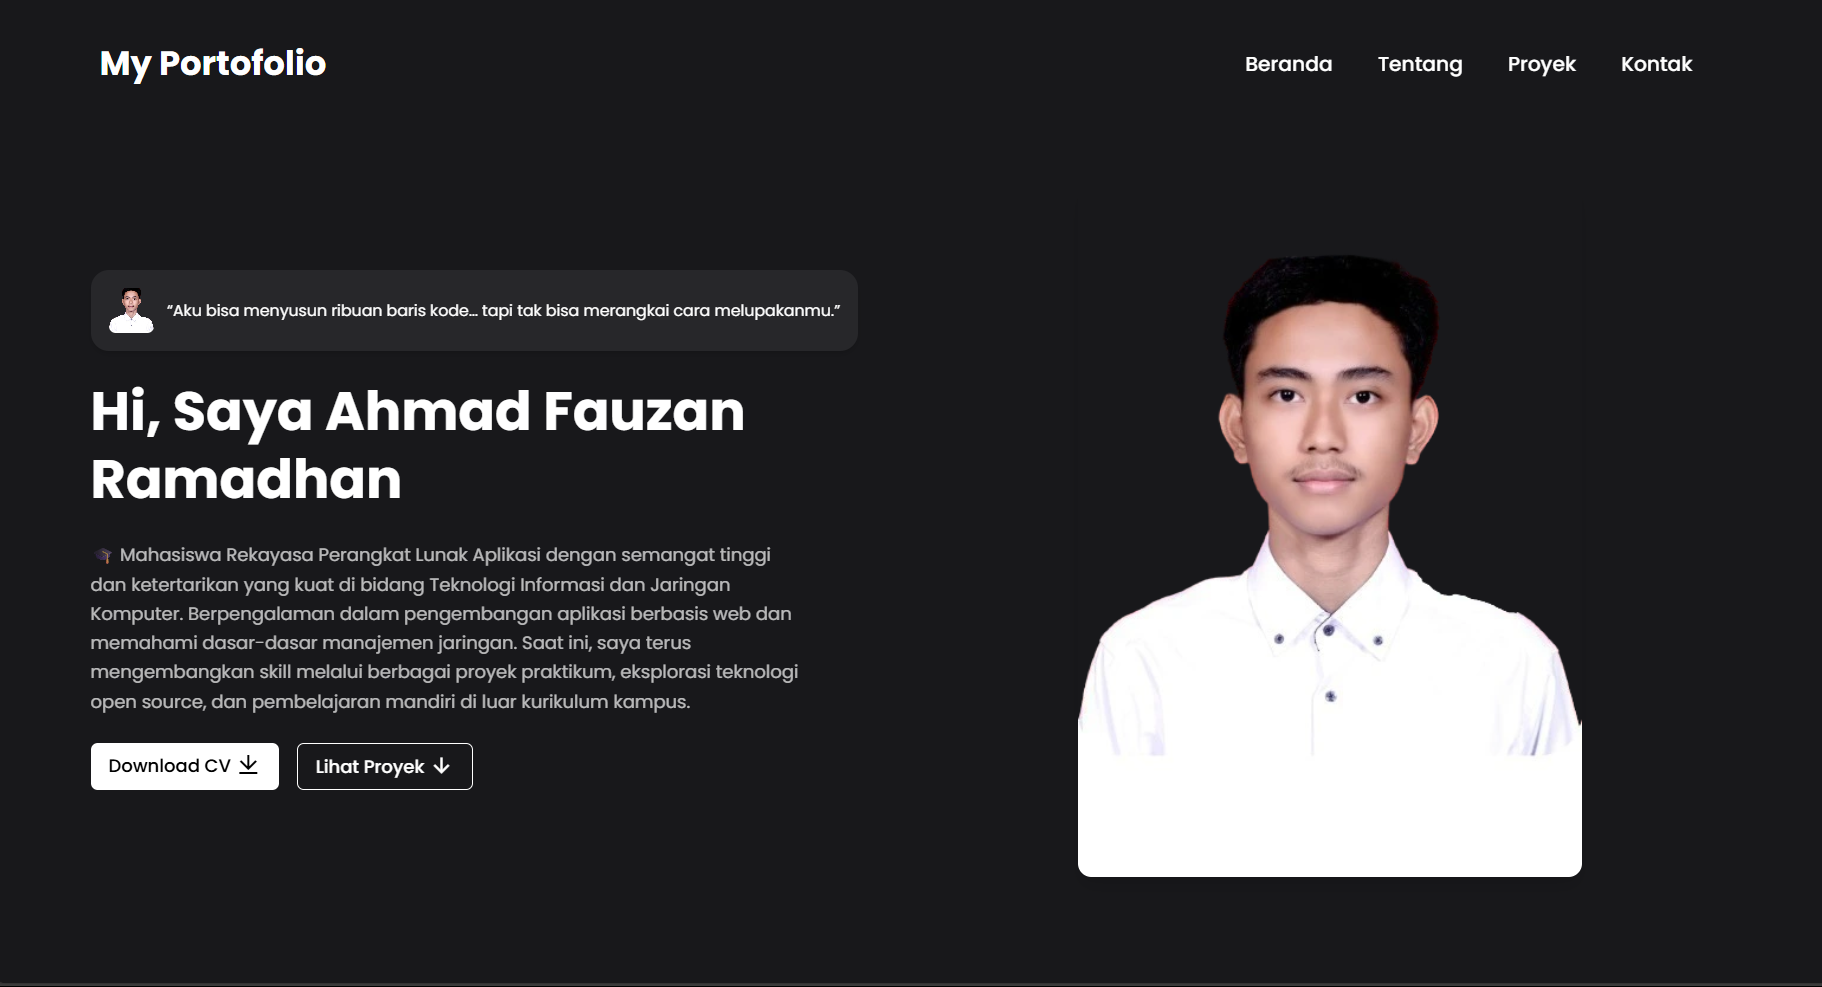 My Portofolio
Beranda Tentang Proyek Kontak
“Aku bisa menyusun ribuan baris kode... tapi tak bisa merangkai cara melupakanmu.”
Hi, Saya Ahmad Fauzan
Ramadhan
🎓 Mahasiswa Rekayasa Perangkat Lunak Aplikasi dengan semangat tinggi
dan ketertarikan yang kuat di bidang Teknologi Informasi dan Jaringan
Komputer. Berpengalaman dalam pengembangan aplikasi berbasis web dan
memahami dasar-dasar manajemen jaringan. Saat ini, saya terus
mengembangkan skill melalui berbagai proyek praktikum, eksplorasi teknologi
open source, dan pembelajaran mandiri di luar kurikulum kampus.
Download CV
Lihat Proyek